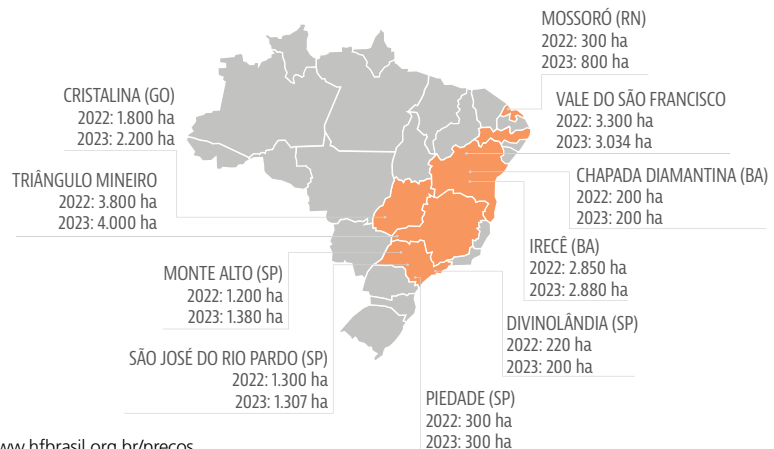 MOSSORÓ (RN)
2022: 300 ha
2023: 800 ha
CRISTALINA (GO)
2022: 1.800 ha
2023: 2.200 ha
VALE DO SÃO FRANCISCO
2022: 3.300 ha
2023: 3.034 ha
TRIÂNGULO MINEIRO
2022: 3.800 ha
2023: 4.000 ha
CHAPADA DIAMANTINA (BA)
2022: 200 ha
2023: 200 ha
IRECÊ (BA)
2022: 2.850 ha
2023: 2.880 ha
MONTE ALTO (SP)
2022: 1.200 ha
2023: 1.380 ha
DIVINOLÂNDIA (SP)
2022: 220 ha
2023: 200 ha
SÃO JOSÉ DO RIO PARDO (SP)
2022: 1.300 ha
2023: 1.307 ha
PIEDADE (SP)
2022: 300 ha
2023: 300 ha
ww.hfbrasil.org.br/precos